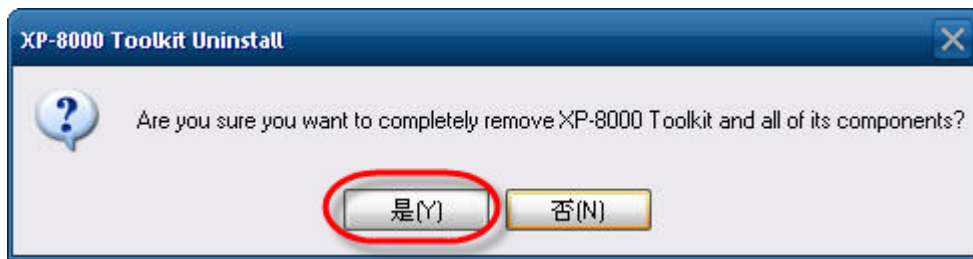 XP-8000 Toolkit Uninstall
Are you sure you want to completely remove XP-8000 Toolkit and all of its components?
是(Y)
否(N)